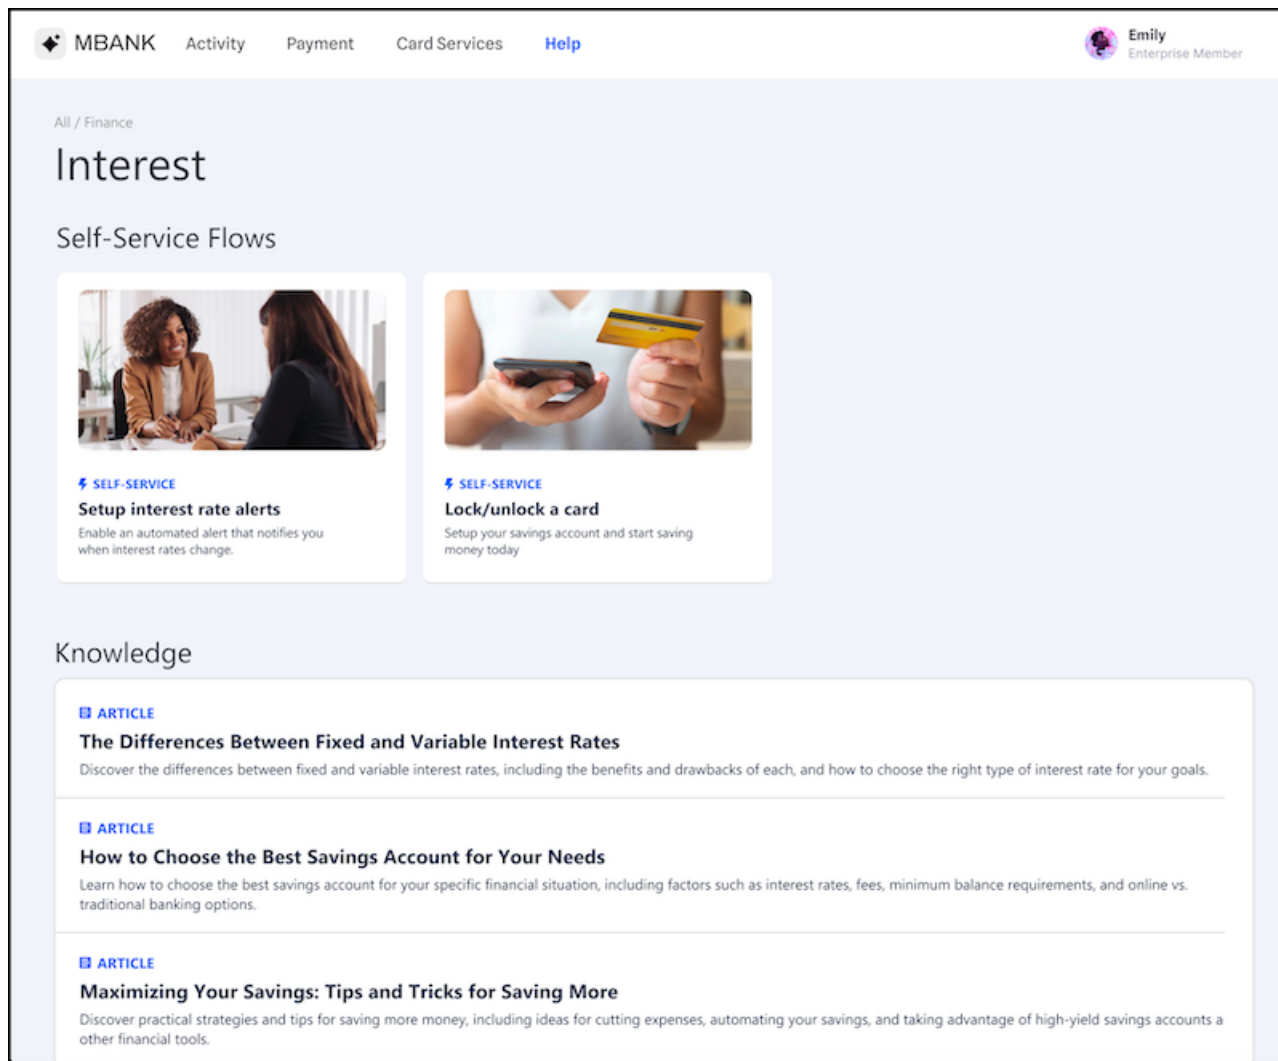 MBANK Activity Payment Card Services Help
Emily
Enterprise Member
All / Finance
Interest
Self-Service Flows
SELF-SERVICE
Setup interest rate alerts
Enable an automated alert that notifies you
when interest rates change.
SELF-SERVICE
Lock/unlock a card
Setup your savings account and start saving
money today
Knowledge
ARTICLE
The Differences Between Fixed and Variable Interest Rates
Discover the differences between fixed and variable interest rates, including the benefits and drawbacks of each, and how to choose the right type of interest rate for your goals.
ARTICLE
How to Choose the Best Savings Account for Your Needs
Learn how to choose the best savings account for your specific financial situation, including factors such as interest rates, fees, minimum balance requirements, and online vs.
traditional banking options.
ARTICLE
Maximizing Your Savings: Tips and Tricks for Saving More
Discover practical strategies and tips for saving more money, including ideas for cutting expenses, automating your savings, and taking advantage of high-yield savings accounts a
other financial tools.